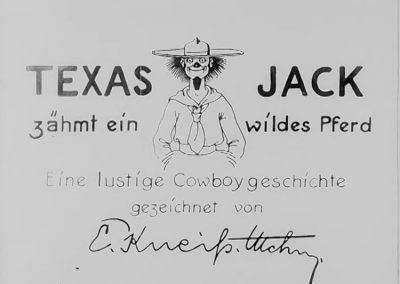 TEXAS JACK
zähmt ein wildes Pferd
Eine lustige Cowboygeschichte
gezeichnet von